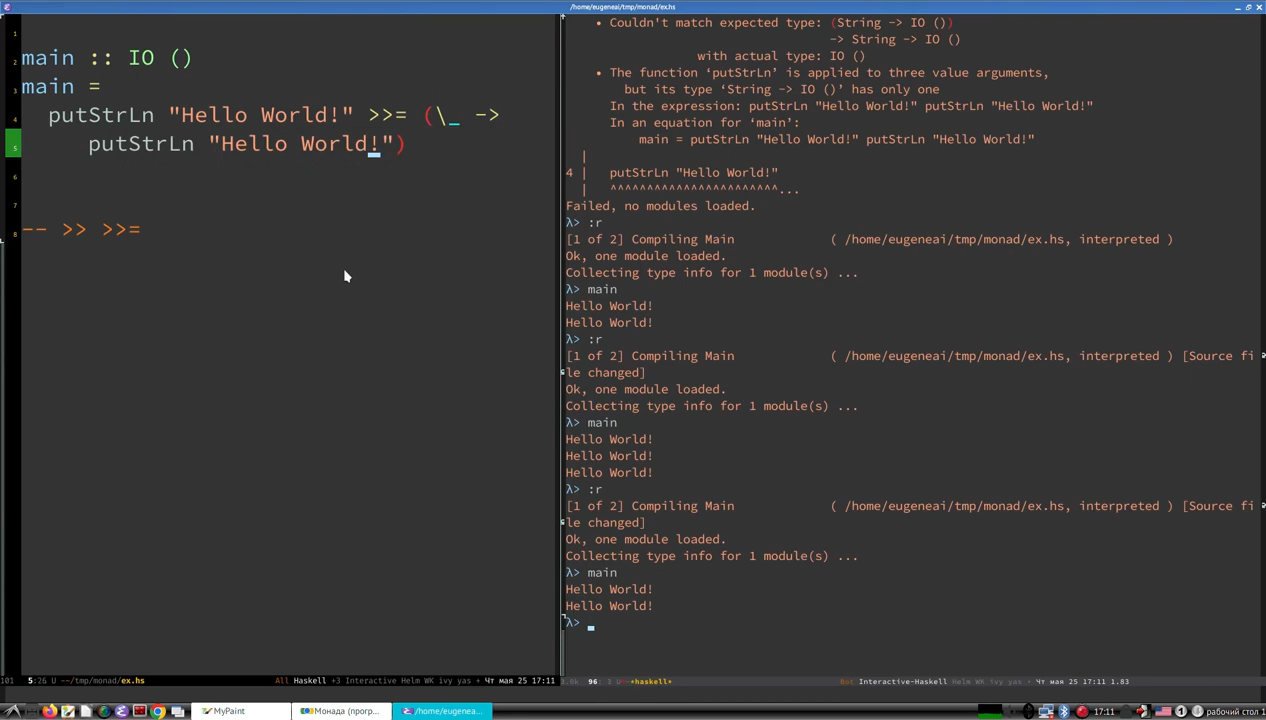 /home/eugeneai/tmp/monad/ex.hs
1
2 main :: IO ()
3 main =
4 putStrLn "Hello World!" >>= (\_ ->
5 putStrLn "Hello World!")
6
7
8 -- >> >>=
5:26 U --/tmp/monad/ex.hs All Haskell +3 Interactive Helm WK ivy yas • Чт мая 25 17:11
• Couldn't match expected type: (String -> IO ())
-> String -> IO ()
with actual type: IO ()
• The function ‘putStrLn’ is applied to three value arguments,
but its type ‘String -> IO ()’ has only one
In the expression: putStrLn "Hello World!" putStrLn "Hello World!"
In an equation for ‘main’:
main = putStrLn "Hello World!" putStrLn "Hello World!"
|
4 | putStrLn "Hello World!"
| ^^^^^^^^^^^^^^^^^^^^^^^...
Failed, no modules loaded.
λ> :r
[1 of 2] Compiling Main ( /home/eugeneai/tmp/monad/ex.hs, interpreted )
Ok, one module loaded.
Collecting type info for 1 module(s) ...
λ> main
Hello World!
Hello World!
λ> :r
[1 of 2] Compiling Main ( /home/eugeneai/tmp/monad/ex.hs, interpreted ) [Source fi
le changed]
Ok, one module loaded.
Collecting type info for 1 module(s) ...
λ> main
Hello World!
Hello World!
Hello World!
λ> :r
[1 of 2] Compiling Main ( /home/eugeneai/tmp/monad/ex.hs, interpreted ) [Source fi
le changed]
Ok, one module loaded.
Collecting type info for 1 module(s) ...
λ> main
Hello World!
Hello World!
λ>
*haskell* Bot Interactive-Haskell Helm WK ivy yas • Чт мая 25 17:11 1.83
MyPaint Монада (прогр... /home/eugenea... 17:11 рабочий стол